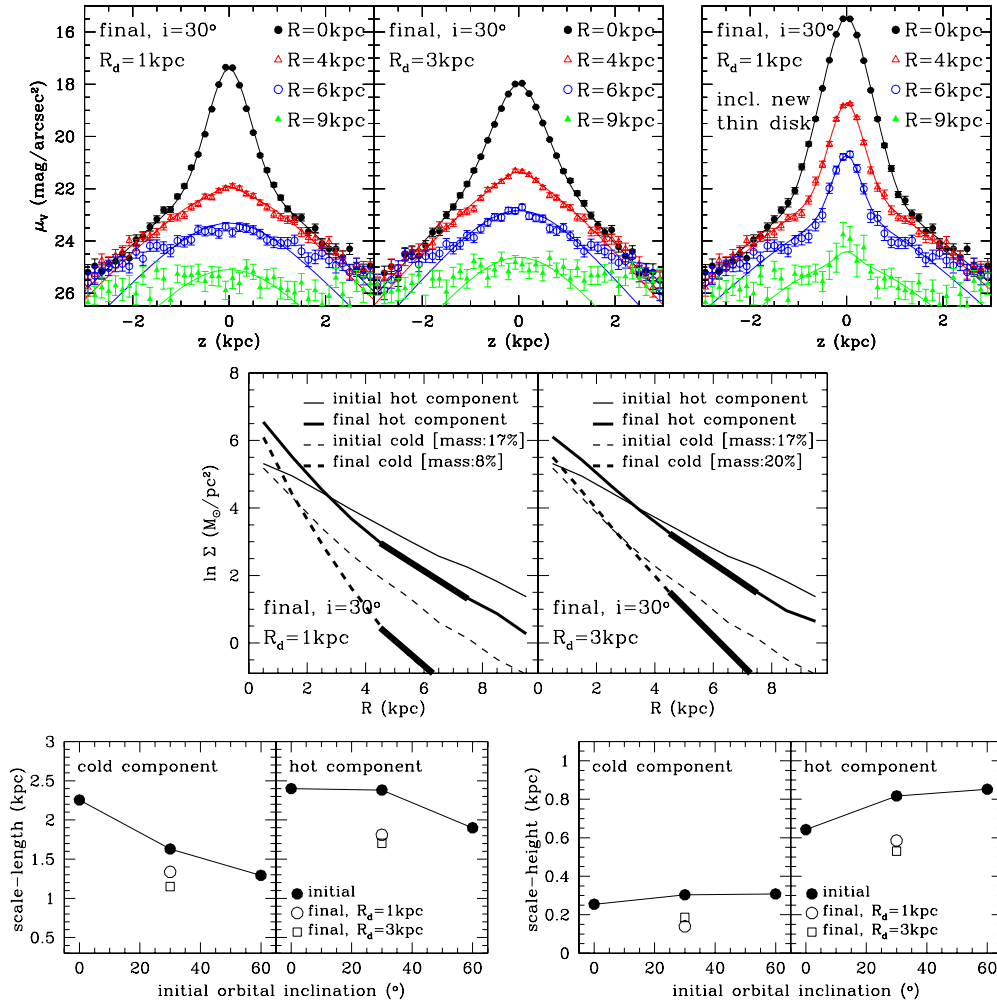 final, i=30°
R_d=1kpc
R=0kpc
R=4kpc
R=6kpc
R=9kpc
final, i=30°
R_d=3kpc
R=0kpc
R=4kpc
R=6kpc
R=9kpc
final, i=30°
R_d=1kpc
incl. new
thin disk
R=0kpc
R=4kpc
R=6kpc
R=9kpc
16
18
20
22
24
26
μ_V (mag/arcsec²)
−2 0 2
−2 0 2
−2 0 2
z (kpc)
z (kpc)
z (kpc)
initial hot component
final hot component
initial cold [mass:17%]
final cold [mass:8%]
final, i=30°
R_d=1kpc
initial hot component
final hot component
initial cold [mass:17%]
final cold [mass:20%]
final, i=30°
R_d=3kpc
8
6
4
2
0
ln Σ (M_⊙/pc²)
0 2 4 6 8 0 2 4 6 8
R (kpc)
R (kpc)
cold component
hot component
initial
final, R_d=1kpc
final, R_d=3kpc
3
2.5
2
1.5
1
0.5
scale-length (kpc)
0 20 40 60 0 20 40 60
initial orbital inclination (°)
cold component
hot component
initial
final, R_d=1kpc
final, R_d=3kpc
1
0.8
0.6
0.4
0.2
0
scale-height (kpc)
0 20 40 60 0 20 40 60
initial orbital inclination (°)